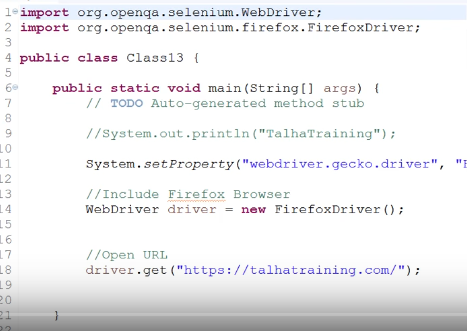 1 import org.openqa.selenium.WebDriver;
2 import org.openqa.selenium.firefox.FirefoxDriver;
3
4 public class Class13 {
5
6 public static void main(String[] args) {
7 // TODO Auto-generated method stub
8
9 //System.out.println("TalhaTraining");
10
11 System.setProperty("webdriver.gecko.driver", "
12
13 //Include Firefox Browser
14 WebDriver driver = new FirefoxDriver();
15
16
17 //Open URL
18 driver.get("https://talhatraining.com/");
19
20
21 }
22